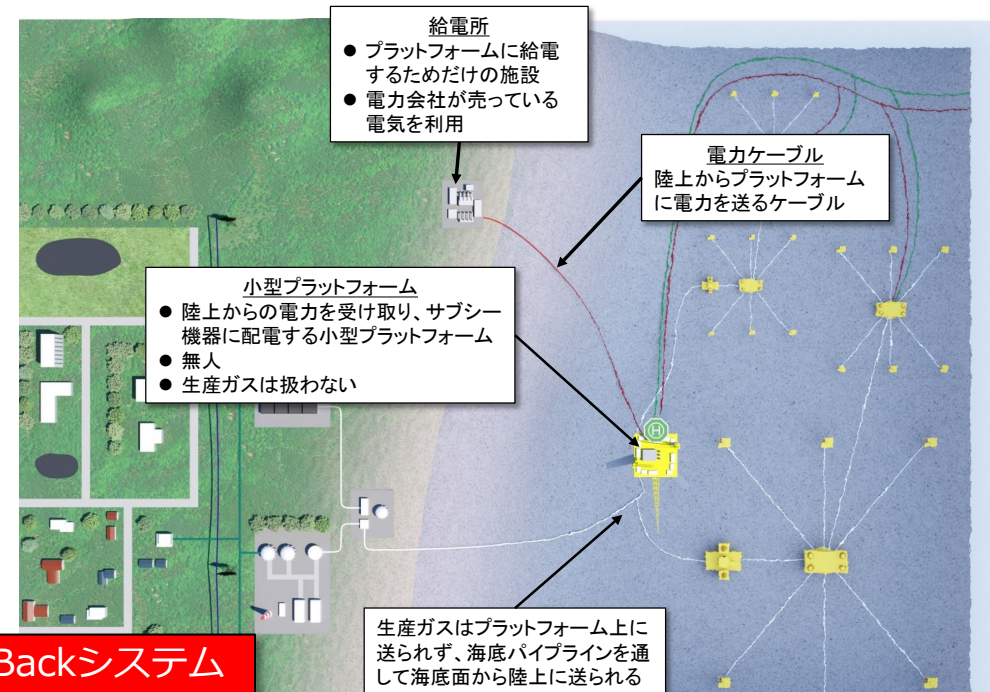 給電所
● プラットフォームに給電
するためだけの施設
● 電力会社が売っている
電気を利用
電力ケーブル
陸上からプラットフォーム
に電力を送るケーブル
小型プラットフォーム
● 陸上からの電力を受け取り、サブシー
機器に配電する小型プラットフォーム
● 無人
● 生産ガスは扱わない
H
生産ガスはプラットフォーム上に
送られず、海底パイプラインを通
して海底面から陸上に送られる
Backシステム